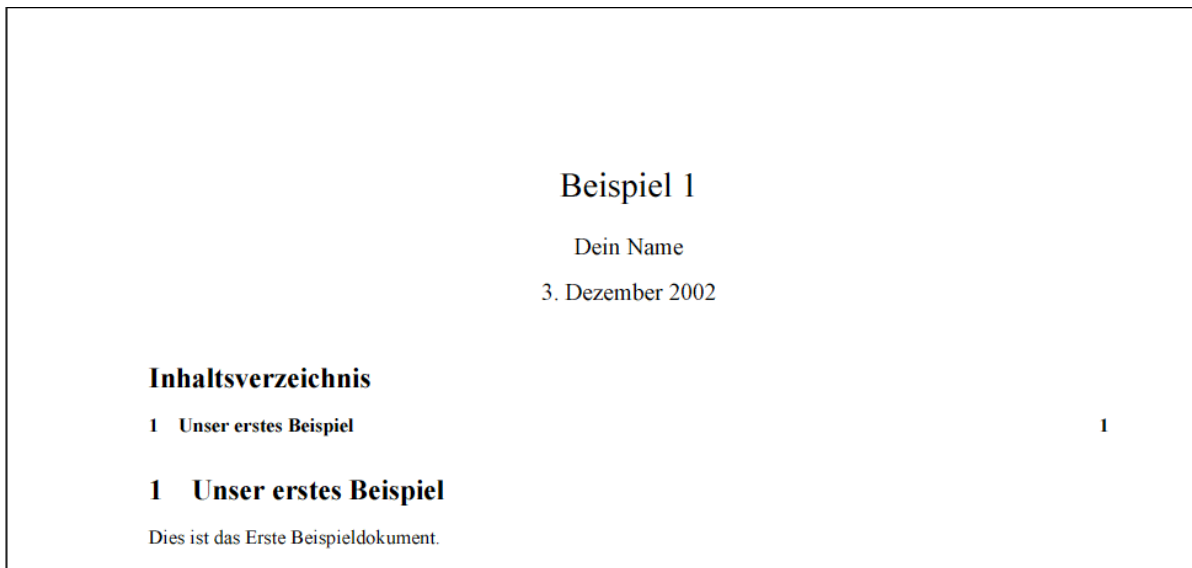 Beispiel 1
Dein Name
3. Dezember 2002
Inhaltsverzeichnis
1 Unser erstes Beispiel 1
1 Unser erstes Beispiel
Dies ist das Erste Beispieldokument.